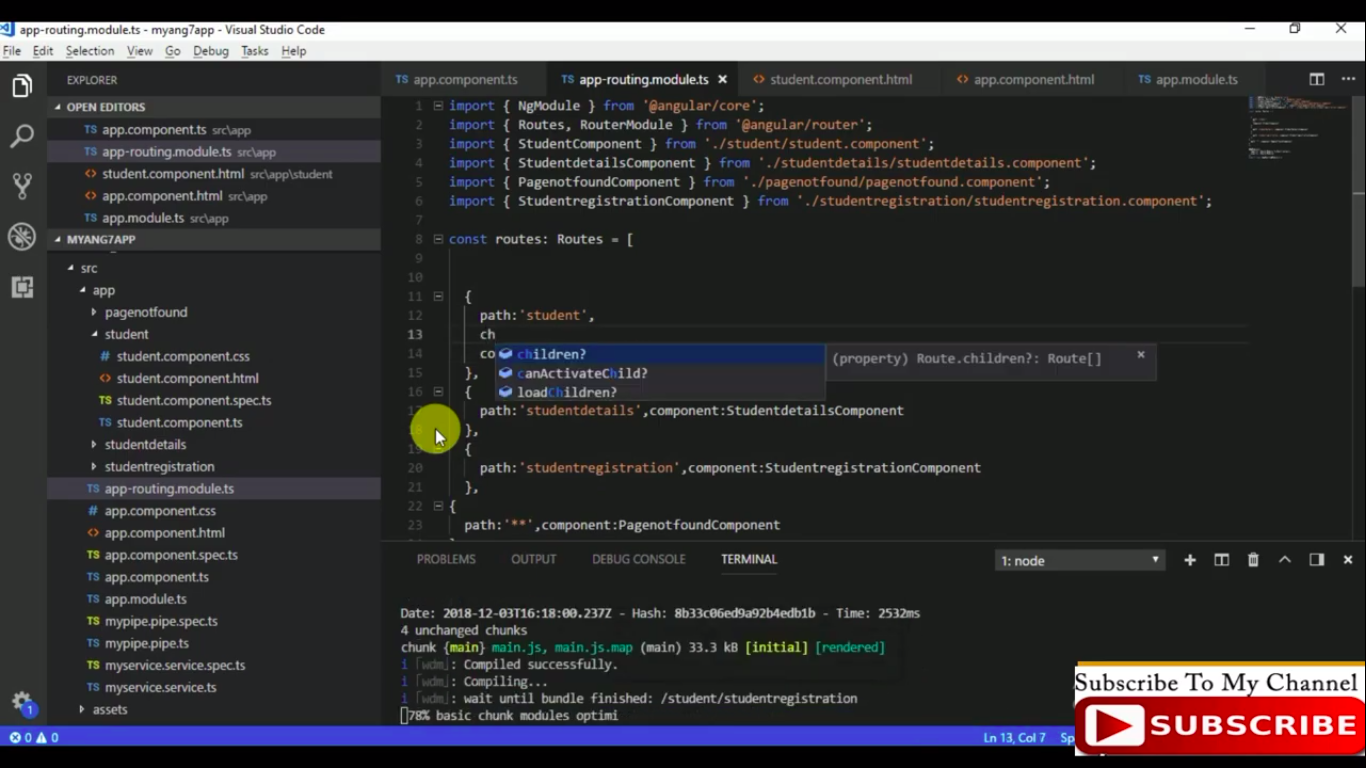 app-routing.module.ts - myang7app - Visual Studio Code
File Edit Selection View Go Debug Tasks Help
EXPLORER
OPEN EDITORS
TS app.component.ts src\app
TS app-routing.module.ts src\app
<> student.component.html src\app\student
<> app.component.html src\app
TS app.module.ts src\app
MYANG7APP
src
app
pagenotfound
student
# student.component.css
<> student.component.html
TS student.component.spec.ts
TS student.component.ts
studentdetails
studentregistration
TS app-routing.module.ts
# app.component.css
<> app.component.html
TS app.component.spec.ts
TS app.component.ts
TS app.module.ts
TS mypipe.pipe.spec.ts
TS mypipe.pipe.ts
TS myservice.service.spec.ts
TS myservice.service.ts
assets
TS app.component.ts TS app-routing.module.ts <> student.component.html <> app.component.html TS app.module.ts
1 import { NgModule } from '@angular/core';
2 import { Routes, RouterModule } from '@angular/router';
3 import { StudentComponent } from './student/student.component';
4 import { StudentdetailsComponent } from './studentdetails/studentdetails.component';
5 import { PagenotfoundComponent } from './pagenotfound/pagenotfound.component';
6 import { StudentregistrationComponent } from './studentregistration/studentregistration.component';
7
8 const routes: Routes = [
9
10
11 {
12 path:'student',
13 ch
14 co
children?
(property) Route.children?: Route[]
canActivateChild?
loadChildren?
15 },
16 {
path:'studentdetails',component:StudentdetailsComponent
},
{
20 path:'studentregistration',component:StudentregistrationComponent
21 },
22 {
23 path:'**',component:PagenotfoundComponent
PROBLEMS OUTPUT DEBUG CONSOLE TERMINAL 1: node
Date: 2018-12-03T16:18:00.237Z - Hash: 8b33c06ed9a92b4edb1b - Time: 2532ms
4 unchanged chunks
chunk {main} main.js, main.js.map (main) 33.3 kB [initial] [rendered]
i ｢wdm｣: Compiled successfully.
i ｢wdm｣: Compiling...
i ｢wdm｣: wait until bundle finished: /student/studentregistration
78% basic chunk modules optimi
1
0 0
Ln 13, Col 7 Sp
Subscribe To My Channel
SUBSCRIBE